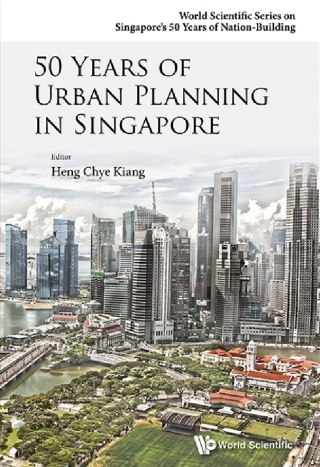 World Scientific Series on
Singapore's 50 Years of Nation-Building
50 Years of
Urban Planning
in Singapore
Editor
Heng Chye Kiang
World Scientific